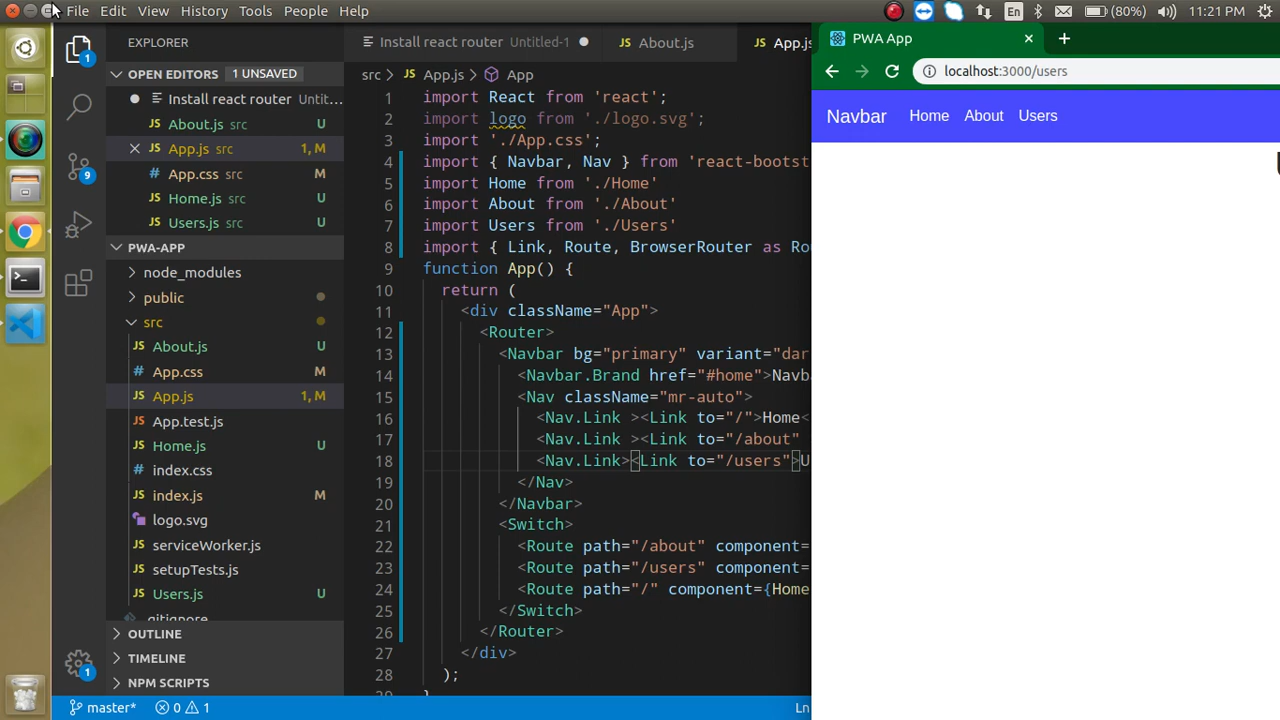 File Edit View History Tools People Help
En (80%) 11:21 PM
EXPLORER
OPEN EDITORS 1 UNSAVED
Install react router Untit...
About.js src U
App.js src 1, M
App.css src M
Home.js src U
Users.js src U
PWA-APP
node_modules
public
src
About.js U
App.css M
App.js 1, M
App.test.js
Home.js U
index.css
index.js M
logo.svg
serviceWorker.js
setupTests.js
Users.js U
.gitignore
OUTLINE
TIMELINE
NPM SCRIPTS
1
9
1
master* 0 1
Ln
Install react router Untitled-1 About.js App.js
src App.js App
1 import React from 'react';
2 import logo from './logo.svg';
3 import './App.css';
4 import { Navbar, Nav } from 'react-bootst
5 import Home from './Home'
6 import About from './About'
7 import Users from './Users'
8 import { Link, Route, BrowserRouter as Ro
9 function App() {
10 return (
11 <div className="App">
12 <Router>
13 <Navbar bg="primary" variant="dar
14 <Navbar.Brand href="#home">Navba
15 <Nav className="mr-auto">
16 <Nav.Link ><Link to="/">Home<
17 <Nav.Link ><Link to="/about"
18 <Nav.Link><Link to="/users">U
19 </Nav>
20 </Navbar>
21 <Switch>
22 <Route path="/about" component=
23 <Route path="/users" component=
24 <Route path="/" component={Home
25 </Switch>
26 </Router>
27 </div>
28 );
29 }
PWA App
localhost:3000/users
Navbar Home About Users